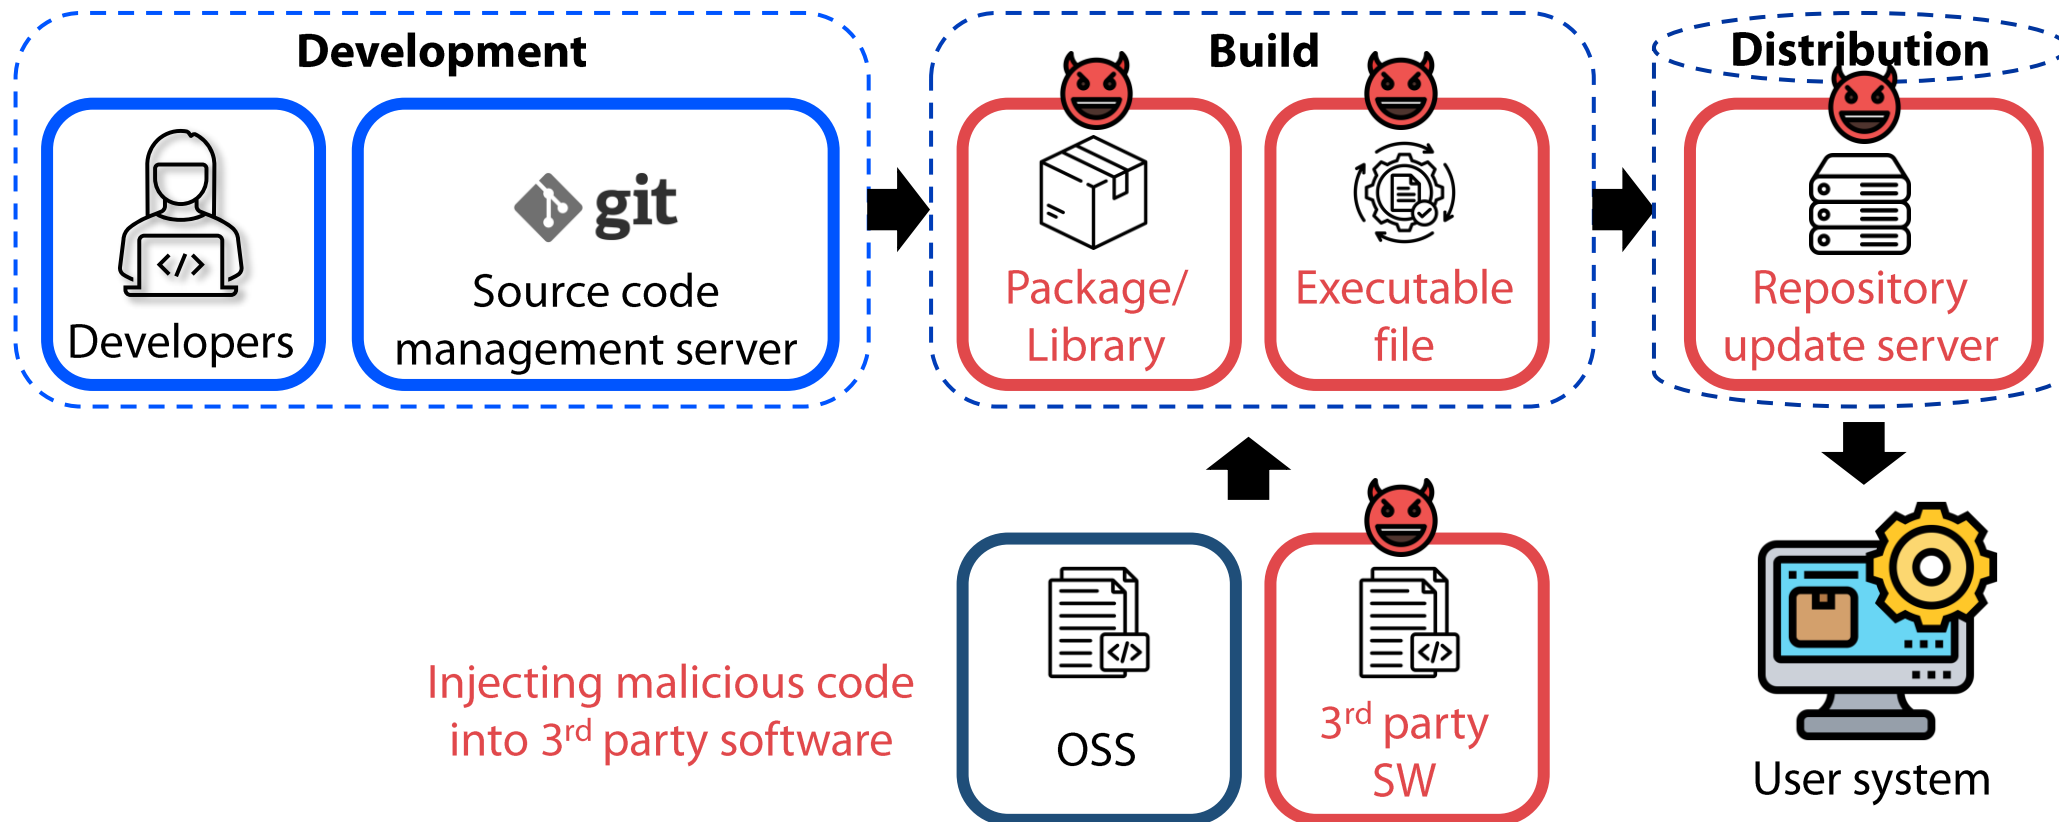 Development
Build
Distribution
git
Source code
management server
Developers
Package/
Library
Executable
file
Repository
update server
</>
</>
</>
Injecting malicious code
into 3rd party software
OSS
3rd party
SW
User system